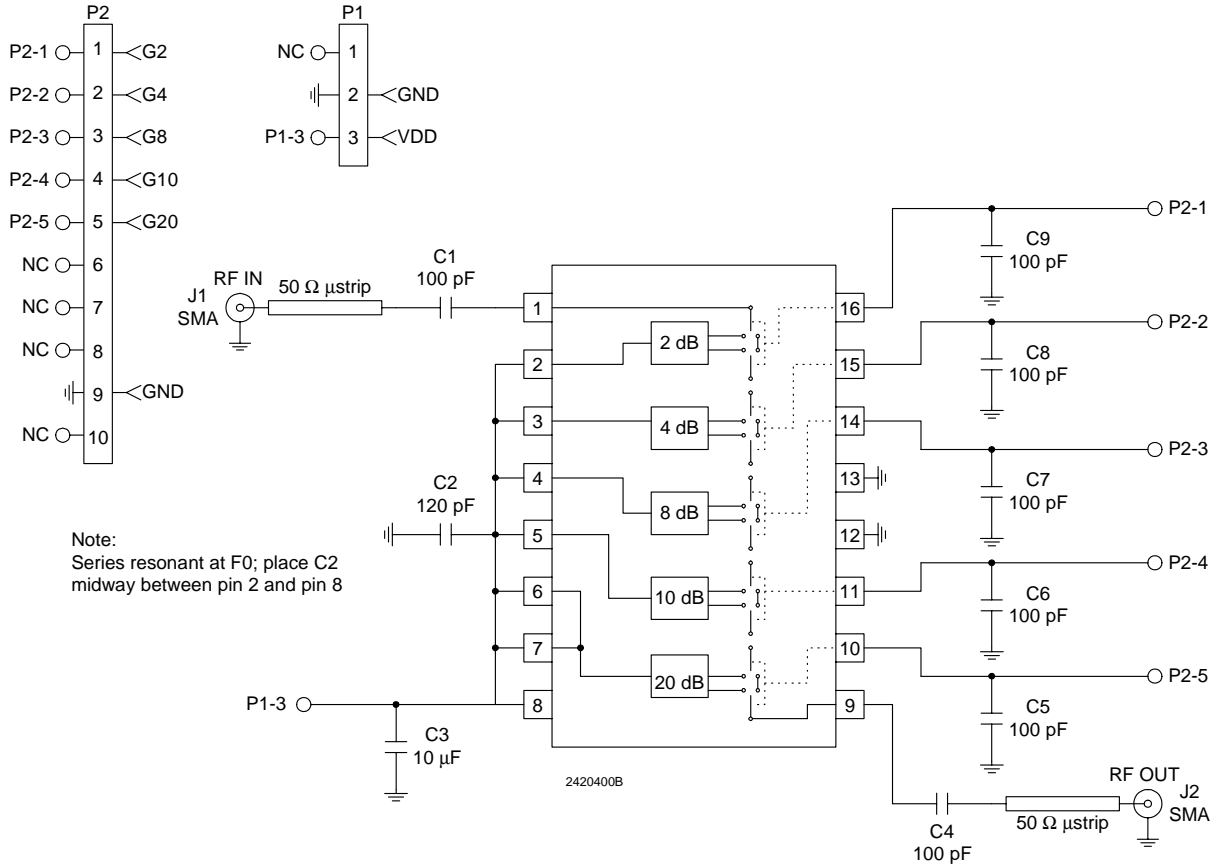 P2
P2-1 1 G2
P2-2 2 G4
P2-3 3 G8
P2-4 4 G10
P2-5 5 G20
NC 6
NC 7
NC 8
9 GND
NC 10
P1
NC 1
2 GND
P1-3 3 VDD
RF IN
J1
SMA
50 Ω µstrip
C1
100 pF
C2
120 pF
Note:
Series resonant at F0; place C2
midway between pin 2 and pin 8
P1-3
C3
10 µF
1
2
3
4
5
6
7
8
2 dB
4 dB
8 dB
10 dB
20 dB
16
15
14
13
12
11
10
9
2420400B
P2-1
C9
100 pF
P2-2
C8
100 pF
P2-3
C7
100 pF
P2-4
C6
100 pF
P2-5
C5
100 pF
C4
100 pF
50 Ω µstrip
RF OUT
J2
SMA